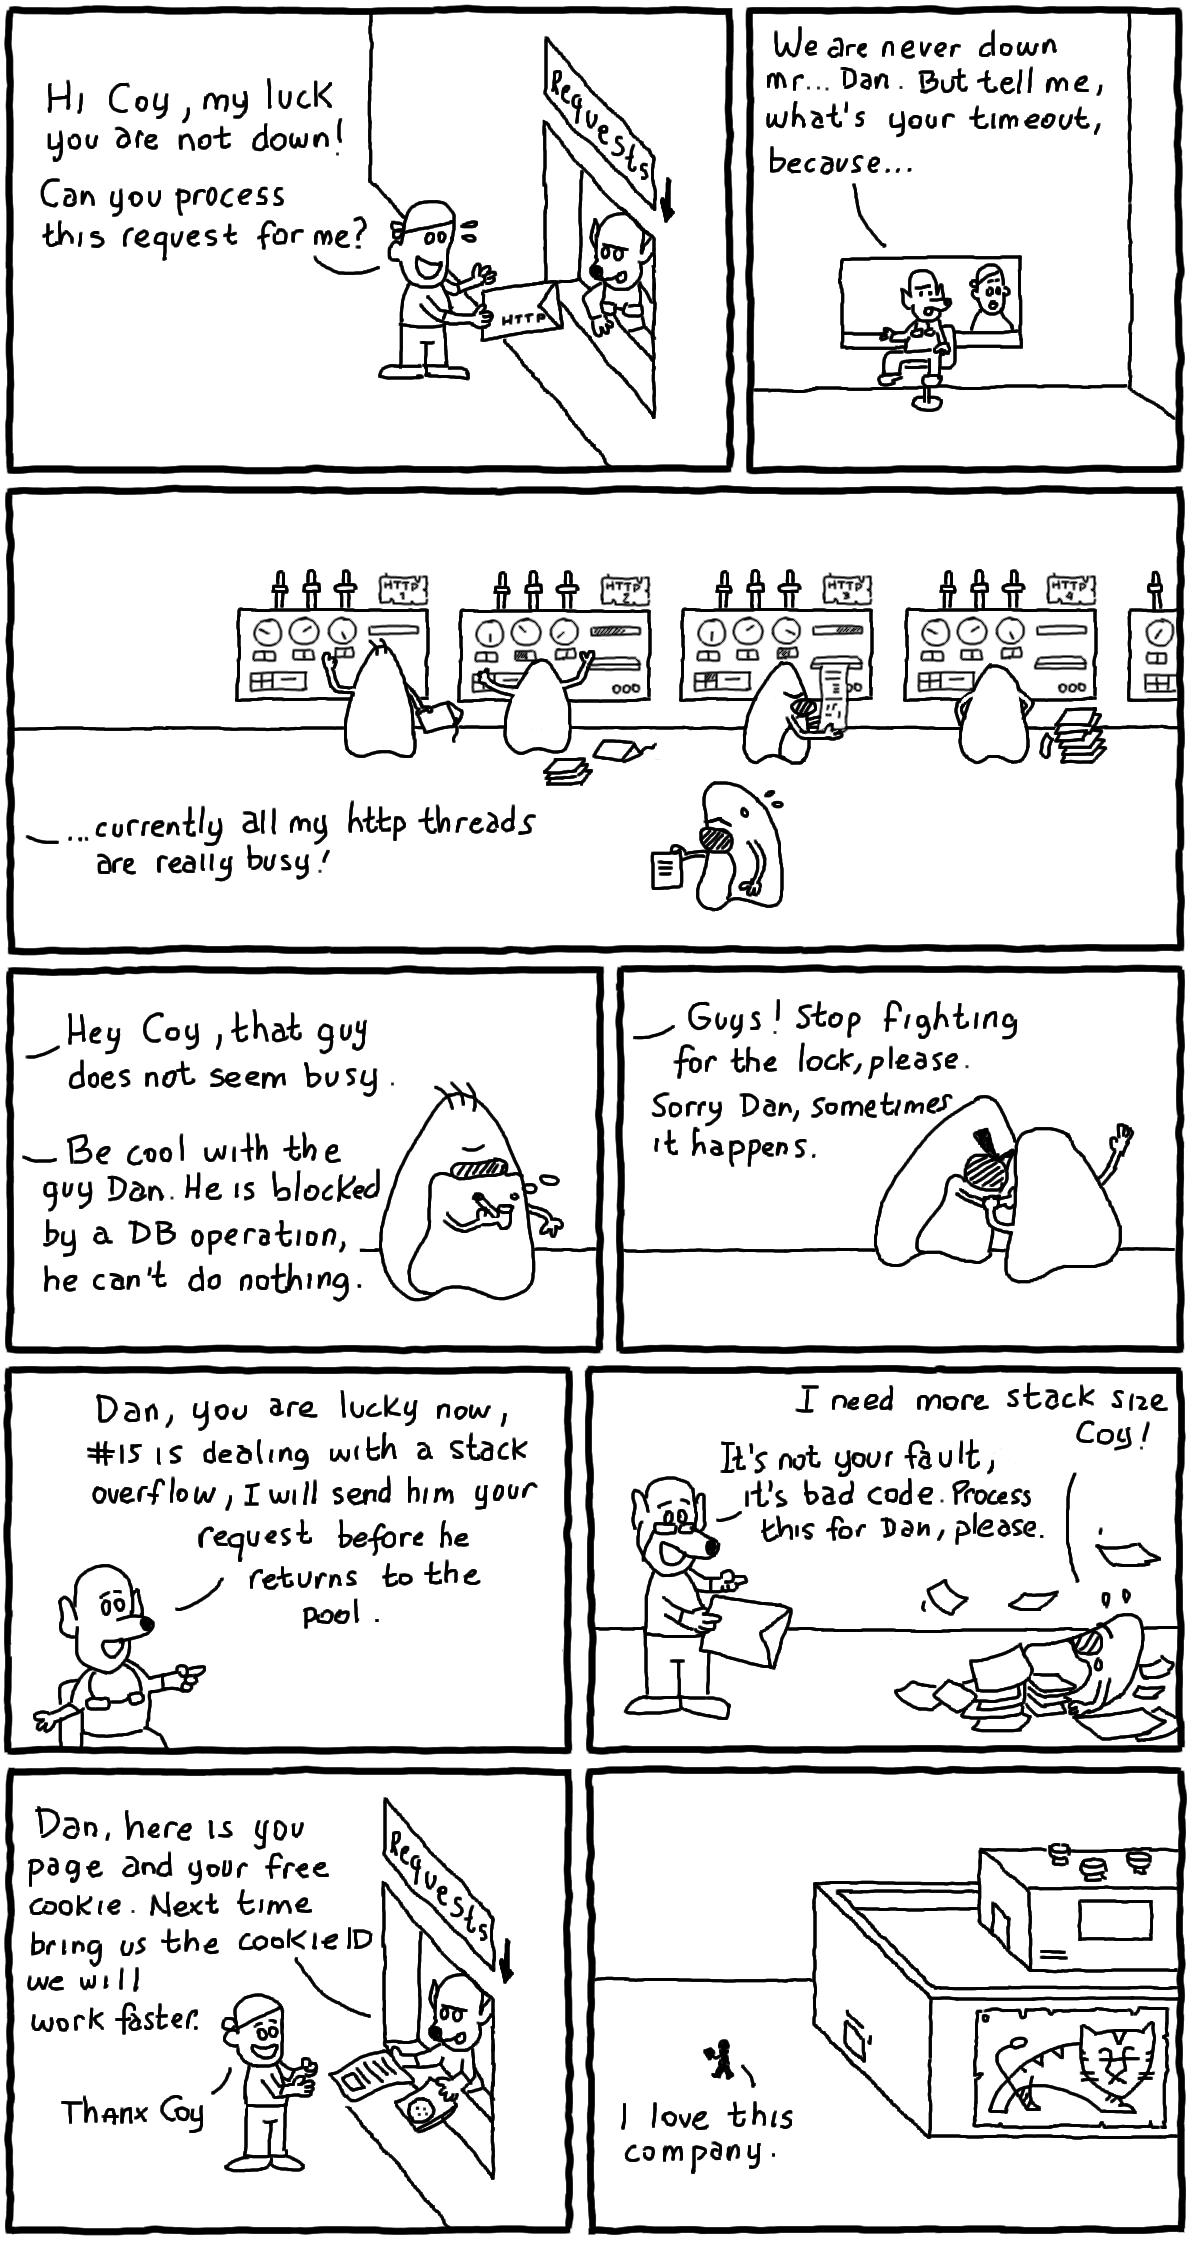 Hi Coy, my luck
you are not down!
Can you process
this request for me?
Requests
HTTP
We are never down
mr... Dan. But tell me,
what's your timeout,
because...
HTTP
1
HTTP
2
HTTP
3
HTTP
4
...currently all my http threads
are really busy!
Hey Coy, that guy
does not seem busy.
Be cool with the
guy Dan. He is blocked
by a DB operation,
he can't do nothing.
Guys! Stop fighting
for the lock, please.
Sorry Dan, sometimes
it happens.
Dan, you are lucky now,
#15 is dealing with a stack
overflow, I will send him your
request before he
returns to the
pool.
I need more stack size
Coy!
It's not your fault,
it's bad code. Process
this for Dan, please.
Dan, here is you
page and your free
cookie. Next time
bring us the cookie ID
we will
work faster.
Requests
Thanx Coy
I love this
company.